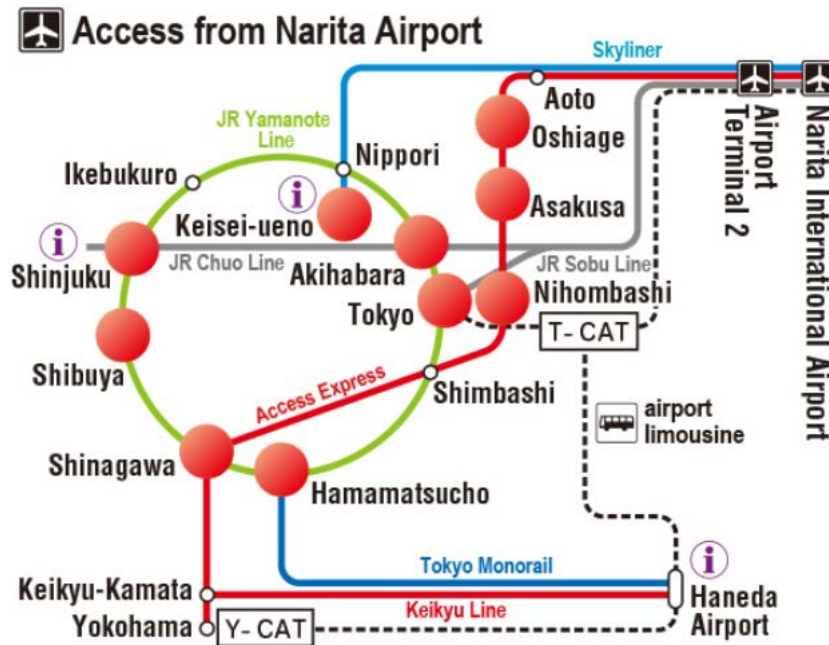 Access from Narita Airport
Skyliner
Aoto
JR Yamanote
Line
Nippori
Oshiage
Airport
Terminal 2
Narita International Airport
Ikebukuro
i
Keisei-ueno
Asakusa
i
Shinjuku
JR Chuo Line
Akihabara
JR Sobu Line
Tokyo
Nihombashi
T- CAT
Shibuya
Access Express
Shimbashi
airport
limousine
Shinagawa
Hamamatsucho
i
Tokyo Monorail
Keikyu-Kamata
Keikyu Line
Haneda
Airport
Yokohama
Y- CAT